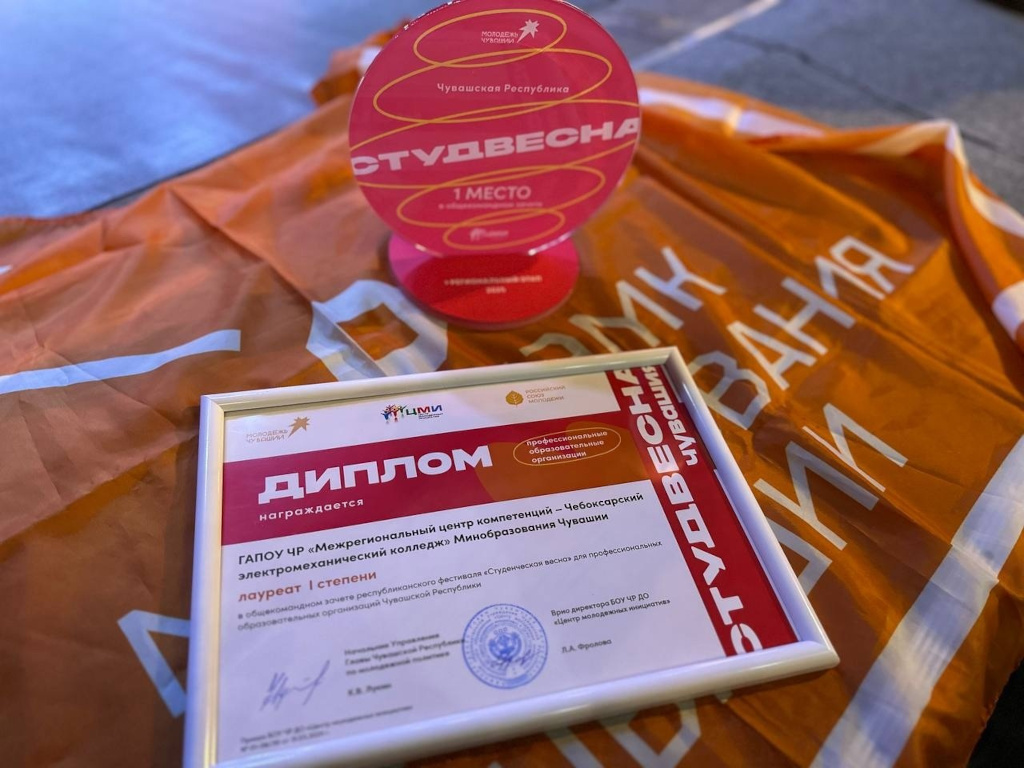 МОЛОДЕЖЬ
ЧУВАШИИ
Чувашская Республика
СТУДВЕСНА
1 МЕСТО
в общекомандном зачете
МОЛОДЕЖЬ
ЧУВАШИИ
ЦМИ
РОССИЙСКИЙ
СОЮЗ
МОЛОДЕЖИ
ДИПЛОМ
профессиональные
образовательные
организации
награждается
ГАПОУ ЧР «Межрегиональный центр компетенций – Чебоксарский
электромеханический колледж» Минобразования Чувашии
лауреат I степени
в общекомандном зачете республиканского фестиваля «Студенческая весна» для профессиональных
образовательных организаций Чувашской Республики
Начальник Управления
Главы Чувашской Республики
по молодежной политике
Врио директора БОУ ЧР ДО
«Центр молодежных инициатив»
Л.А. Фролова
СТУДВЕСНА
ЧУВАШИЯ
ВАНИЯ